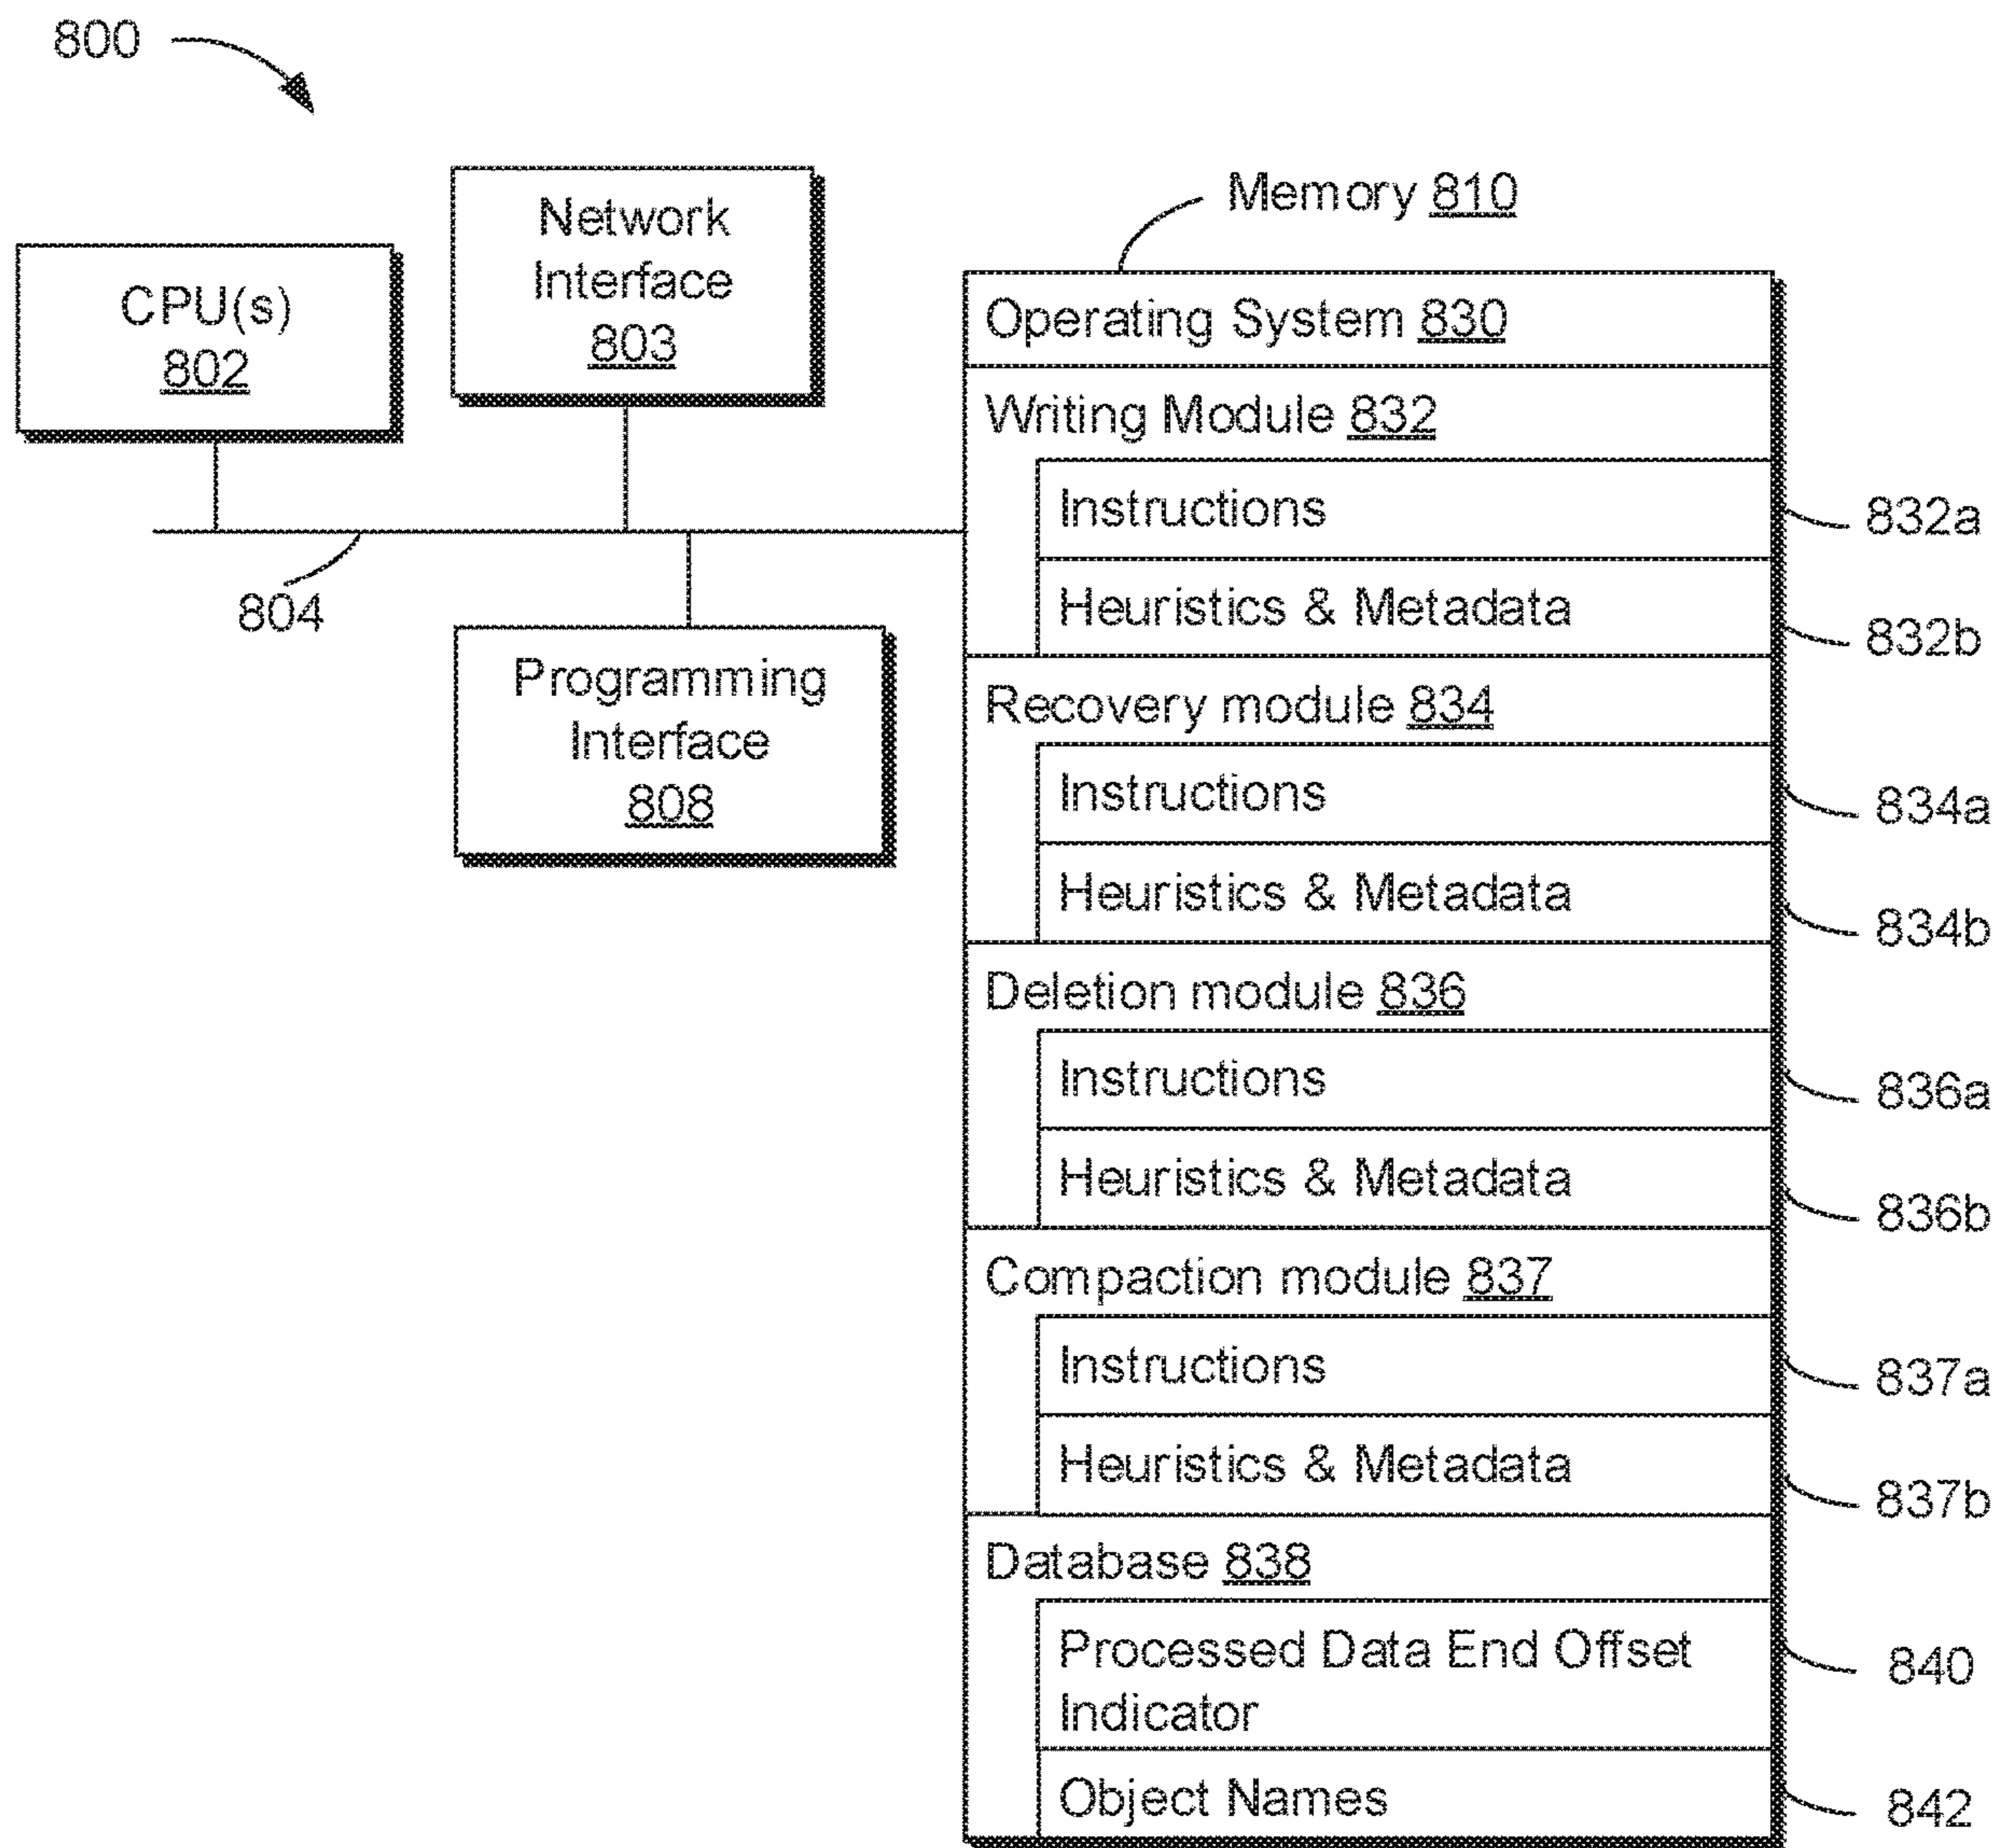 800
CPU(s)
802
Network
Interface
803
804
Programming
Interface
808
Memory 810
Operating System 830
Writing Module 832
Instructions
832a
Heuristics & Metadata
832b
Recovery module 834
Instructions
834a
Heuristics & Metadata
834b
Deletion module 836
Instructions
836a
Heuristics & Metadata
836b
Compaction module 837
Instructions
837a
Heuristics & Metadata
837b
Database 838
Processed Data End Offset
Indicator
840
Object Names
842